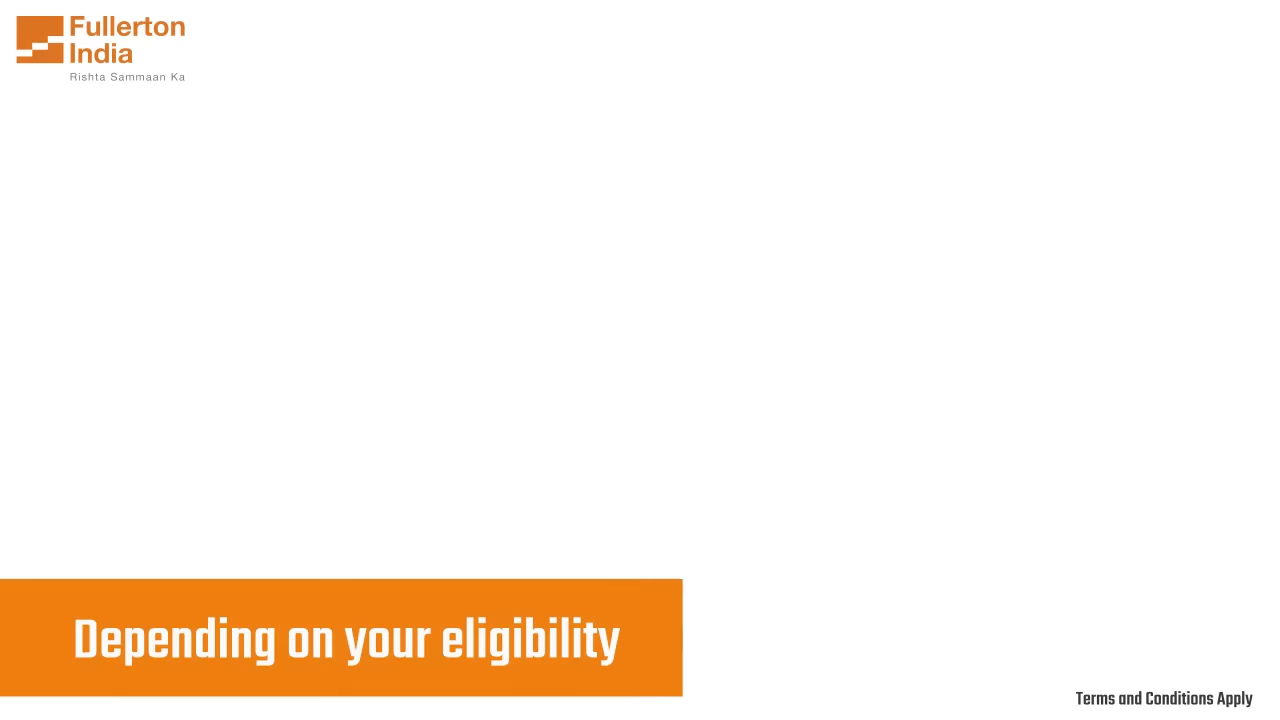 Fullerton
India
Rishta Sammaan Ka
Depending on your eligibility
Terms and Conditions Apply